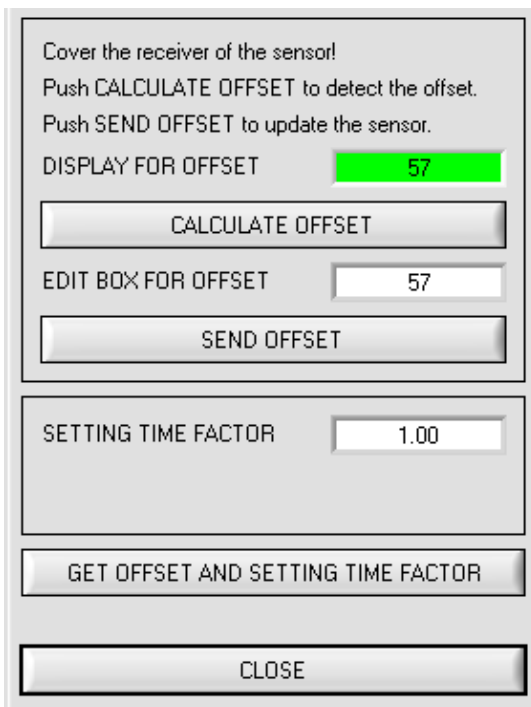 Cover the receiver of the sensor!
Push CALCULATE OFFSET to detect the offset.
Push SEND OFFSET to update the sensor.
DISPLAY FOR OFFSET 57
CALCULATE OFFSET
EDIT BOX FOR OFFSET 57
SEND OFFSET
SETTING TIME FACTOR 1.00
GET OFFSET AND SETTING TIME FACTOR
CLOSE